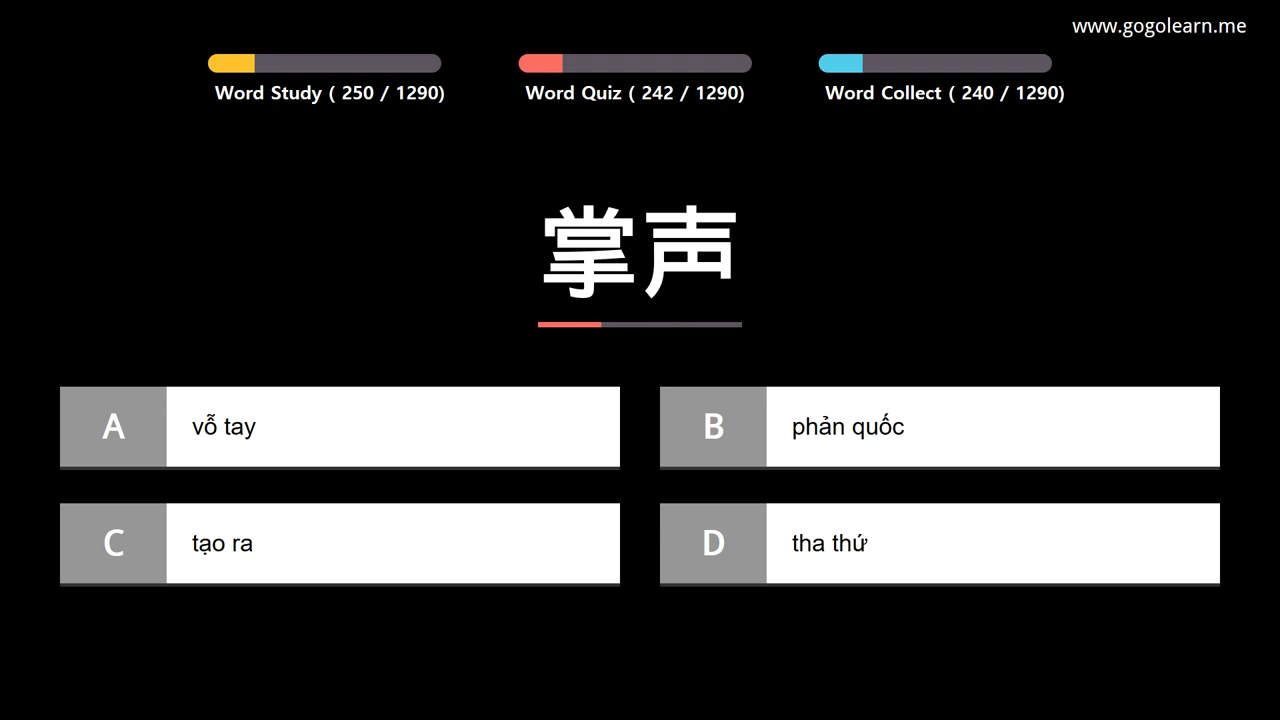 www.gogolearn.me
Word Study ( 250 / 1290)
Word Quiz ( 242 / 1290)
Word Collect ( 240 / 1290)
掌声
A vỗ tay
B phản quốc
C tạo ra
D tha thứ